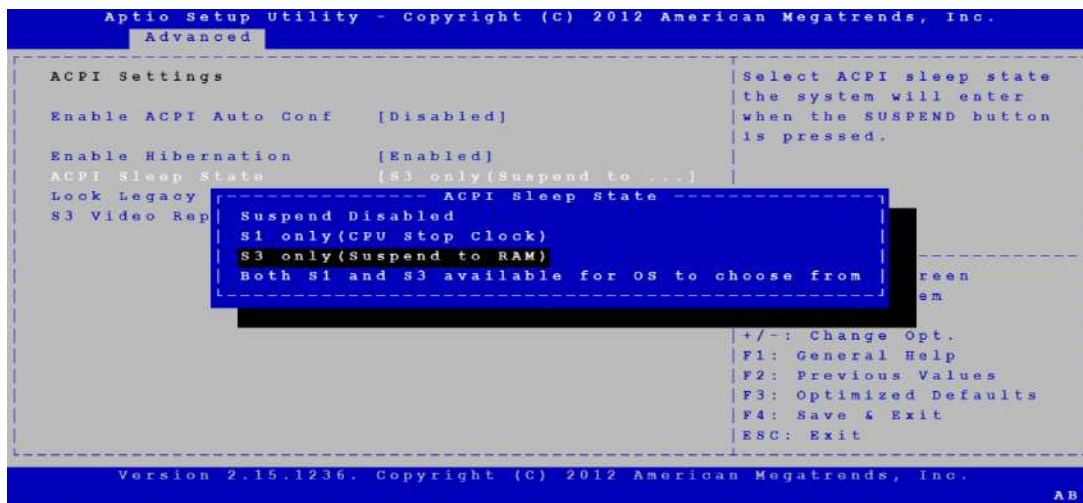 Aptio Setup Utility - Copyright (C) 2012 American Megatrends, Inc.
Advanced
ACPI Settings
Enable ACPI Auto Conf [Disabled]
Enable Hibernation [Enabled]
ACPI Sleep State [S3 only(Suspend to ...]
Lock Legacy
S3 Video Rep
Select ACPI sleep state
the system will enter
when the SUSPEND button
is pressed.
ACPI Sleep State
Suspend Disabled
S1 only(CPU Stop Clock)
S3 only(Suspend to RAM)
Both S1 and S3 available for OS to choose from
reen
em
+/-: Change Opt.
F1: General Help
F2: Previous Values
F3: Optimized Defaults
F4: Save & Exit
ESC: Exit
Version 2.15.1236. Copyright (C) 2012 American Megatrends, Inc.
AB